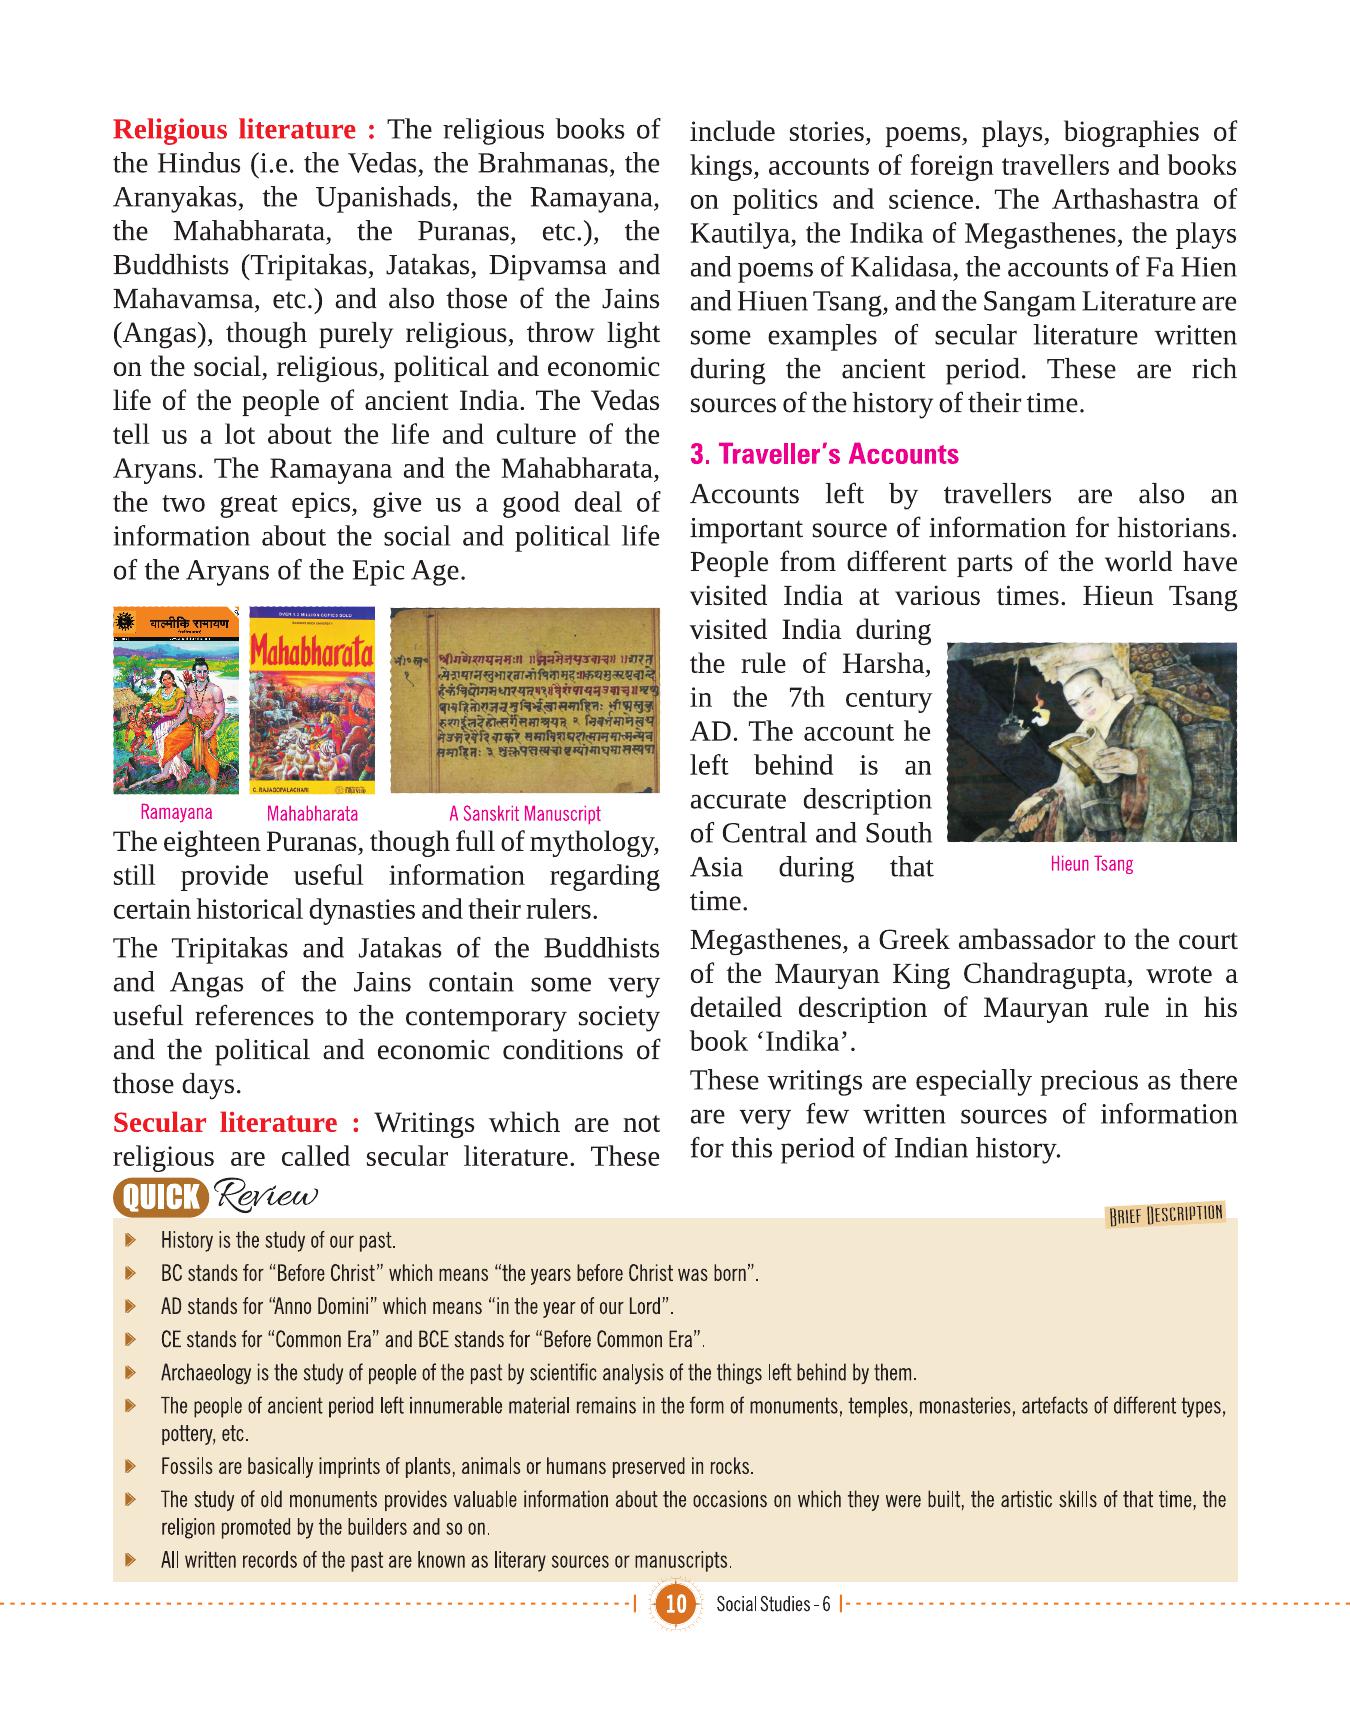 Religious literature : The religious books of
the Hindus (i.e. the Vedas, the Brahmanas, the
Aranyakas, the Upanishads, the Ramayana,
the Mahabharata, the Puranas, etc.), the
Buddhists (Tripitakas, Jatakas, Dipvamsa and
Mahavamsa, etc.) and also those of the Jains
(Angas), though purely religious, throw light
on the social, religious, political and economic
life of the people of ancient India. The Vedas
tell us a lot about the life and culture of the
Aryans. The Ramayana and the Mahabharata,
the two great epics, give us a good deal of
information about the social and political life
of the Aryans of the Epic Age.
वाल्मीकि रामायण
OVER 1.5 MILLION COPIES SOLD
Mahabharata
C. RAJAGOPALACHARI
Ramayana
Mahabharata
A Sanskrit Manuscript
The eighteen Puranas, though full of mythology,
still provide useful information regarding
certain historical dynasties and their rulers.
The Tripitakas and Jatakas of the Buddhists
and Angas of the Jains contain some very
useful references to the contemporary society
and the political and economic conditions of
those days.
Secular literature : Writings which are not
religious are called secular literature. These
include stories, poems, plays, biographies of
kings, accounts of foreign travellers and books
on politics and science. The Arthashastra of
Kautilya, the Indika of Megasthenes, the plays
and poems of Kalidasa, the accounts of Fa Hien
and Hiuen Tsang, and the Sangam Literature are
some examples of secular literature written
during the ancient period. These are rich
sources of the history of their time.
3. Traveller's Accounts
Accounts left by travellers are also an
important source of information for historians.
People from different parts of the world have
visited India at various times. Hieun Tsang
visited India during
the rule of Harsha,
in the 7th century
AD. The account he
left behind is an
accurate description
of Central and South
Asia during that
time.
Hieun Tsang
Megasthenes, a Greek ambassador to the court
of the Mauryan King Chandragupta, wrote a
detailed description of Mauryan rule in his
book ‘Indika’.
These writings are especially precious as there
are very few written sources of information
for this period of Indian history.
QUICK Review
BRIEF DESCRIPTION
History is the study of our past.
BC stands for “Before Christ” which means “the years before Christ was born”.
AD stands for “Anno Domini” which means “in the year of our Lord”.
CE stands for “Common Era” and BCE stands for “Before Common Era”.
Archaeology is the study of people of the past by scientific analysis of the things left behind by them.
The people of ancient period left innumerable material remains in the form of monuments, temples, monasteries, artefacts of different types,
pottery, etc.
Fossils are basically imprints of plants, animals or humans preserved in rocks.
The study of old monuments provides valuable information about the occasions on which they were built, the artistic skills of that time, the
religion promoted by the builders and so on.
All written records of the past are known as literary sources or manuscripts.
10 Social Studies - 6